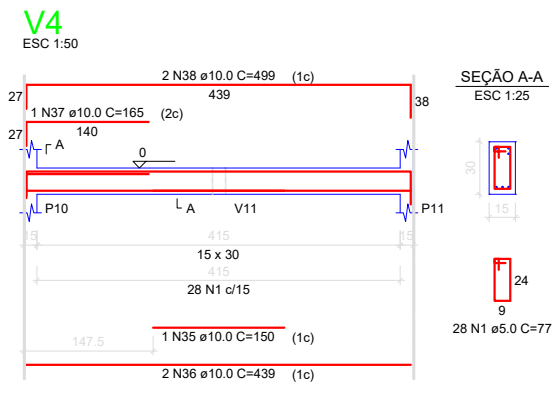 V4
ESC 1:50
2 N38 ø10.0 C=499 (1c)
439
27
38
1 N37 ø10.0 C=165 (2c)
140
27
A
0
P10
A
V11
P11
15
415
15
15 x 30
415
28 N1 c/15
1 N35 ø10.0 C=150 (1c)
147.5
2 N36 ø10.0 C=439 (1c)
SEÇÃO A-A
ESC 1:25
30
15
24
9
28 N1 ø5.0 C=77